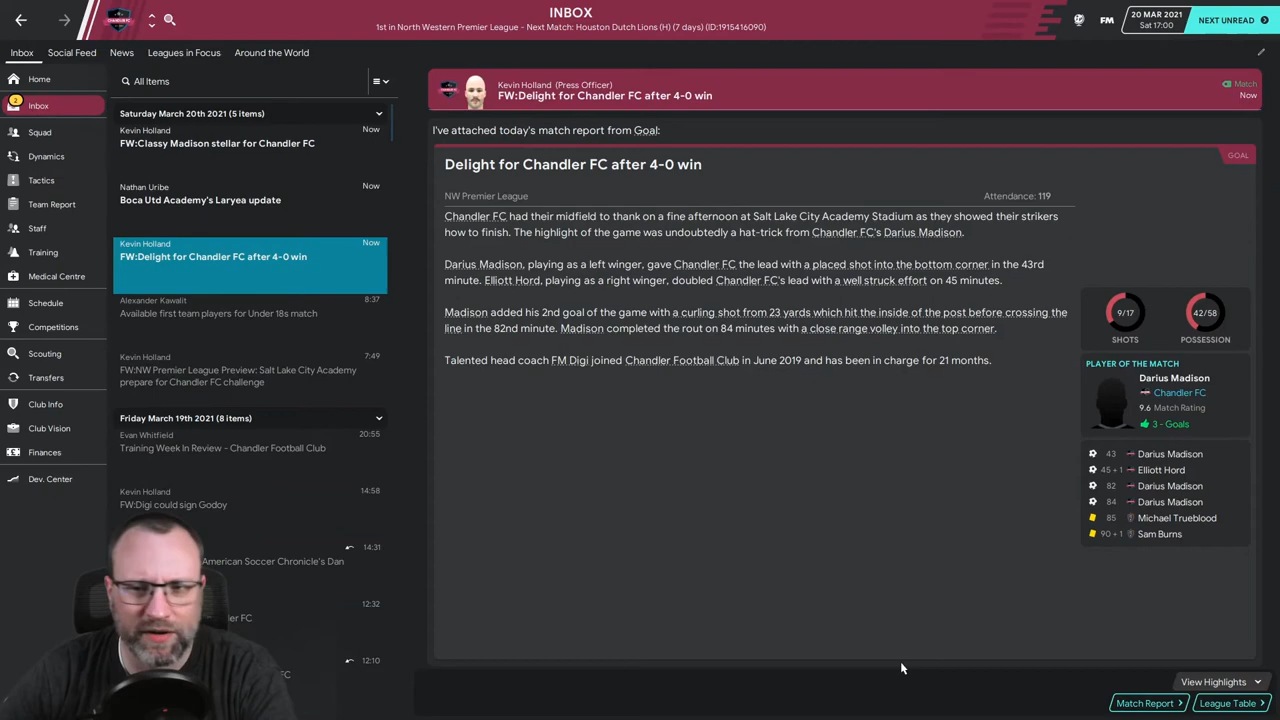 INBOX
1st in North Western Premier League - Next Match: Houston Dutch Lions (H) (7 days) (ID:1915416090)
FM
20 MAR 2021
Sat 17:00
NEXT UNREAD
Inbox
Social Feed
News
Leagues in Focus
Around the World
Home
2
Inbox
Squad
Dynamics
Tactics
Team Report
Staff
Training
Medical Centre
Schedule
Competitions
Scouting
Transfers
Club Info
Club Vision
Finances
Dev. Center
All Items
Saturday March 20th 2021 (5 items)
Kevin Holland Now
FW:Classy Madison stellar for Chandler FC
Nathan Uribe Now
Boca Utd Academy's Laryea update
Kevin Holland Now
FW:Delight for Chandler FC after 4-0 win
Alexander Kawalit 8:37
Available first team players for Under 18s match
Kevin Holland 7:49
FW:NW Premier League Preview: Salt Lake City Academy
prepare for Chandler FC challenge
Friday March 19th 2021 (8 items)
Evan Whitfield 20:55
Training Week In Review - Chandler Football Club
Kevin Holland 14:58
FW:Digi could sign Godoy
14:31
American Soccer Chronicle's Dan
12:32
ler FC
12:10
FC
Kevin Holland (Press Officer)
FW:Delight for Chandler FC after 4-0 win
Match
Now
I've attached today's match report from Goal:
GOAL
Delight for Chandler FC after 4-0 win
NW Premier League Attendance: 119
Chandler FC had their midfield to thank on a fine afternoon at Salt Lake City Academy Stadium as they showed their strikers
how to finish. The highlight of the game was undoubtedly a hat-trick from Chandler FC's Darius Madison.
Darius Madison, playing as a left winger, gave Chandler FC the lead with a placed shot into the bottom corner in the 43rd
minute. Elliott Hord, playing as a right winger, doubled Chandler FC's lead with a well struck effort on 45 minutes.
Madison added his 2nd goal of the game with a curling shot from 23 yards which hit the inside of the post before crossing the
line in the 82nd minute. Madison completed the rout on 84 minutes with a close range volley into the top corner.
Talented head coach FM Digi joined Chandler Football Club in June 2019 and has been in charge for 21 months.
9/17
SHOTS
42/58
POSSESSION
PLAYER OF THE MATCH
Darius Madison
Chandler FC
9.6 Match Rating
3 - Goals
43 Darius Madison
45 + 1 Elliott Hord
82 Darius Madison
84 Darius Madison
85 Michael Trueblood
90 + 1 Sam Burns
View Highlights
Match Report
League Table